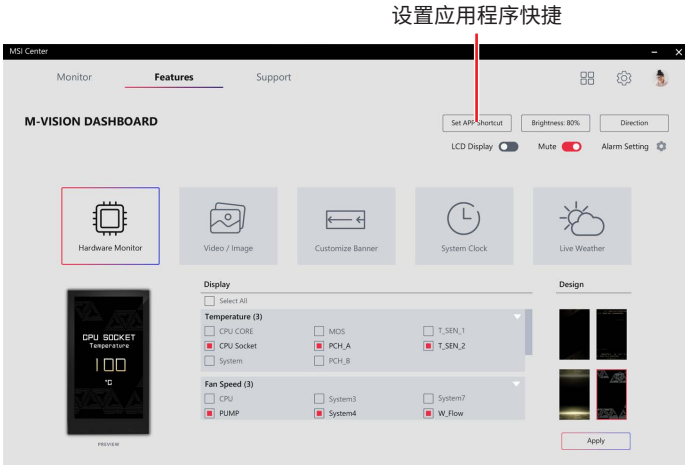 设置应用程序快捷
MSI Center
Monitor Features Support
M-VISION DASHBOARD
Set APP Shortcut Brightness: 80% Direction
LCD Display Mute Alarm Setting
Hardware Monitor Video / Image Customize Banner System Clock Live Weather
Display Design
Select All
Temperature (3)
CPU CORE MOS T_SEN_1
CPU Socket PCH_A T_SEN_2
System PCH_B
Fan Speed (3)
CPU System3 System7
PUMP System4 W_Flow
CPU SOCKET
Temperature
100
°C
PREVIEW
Apply